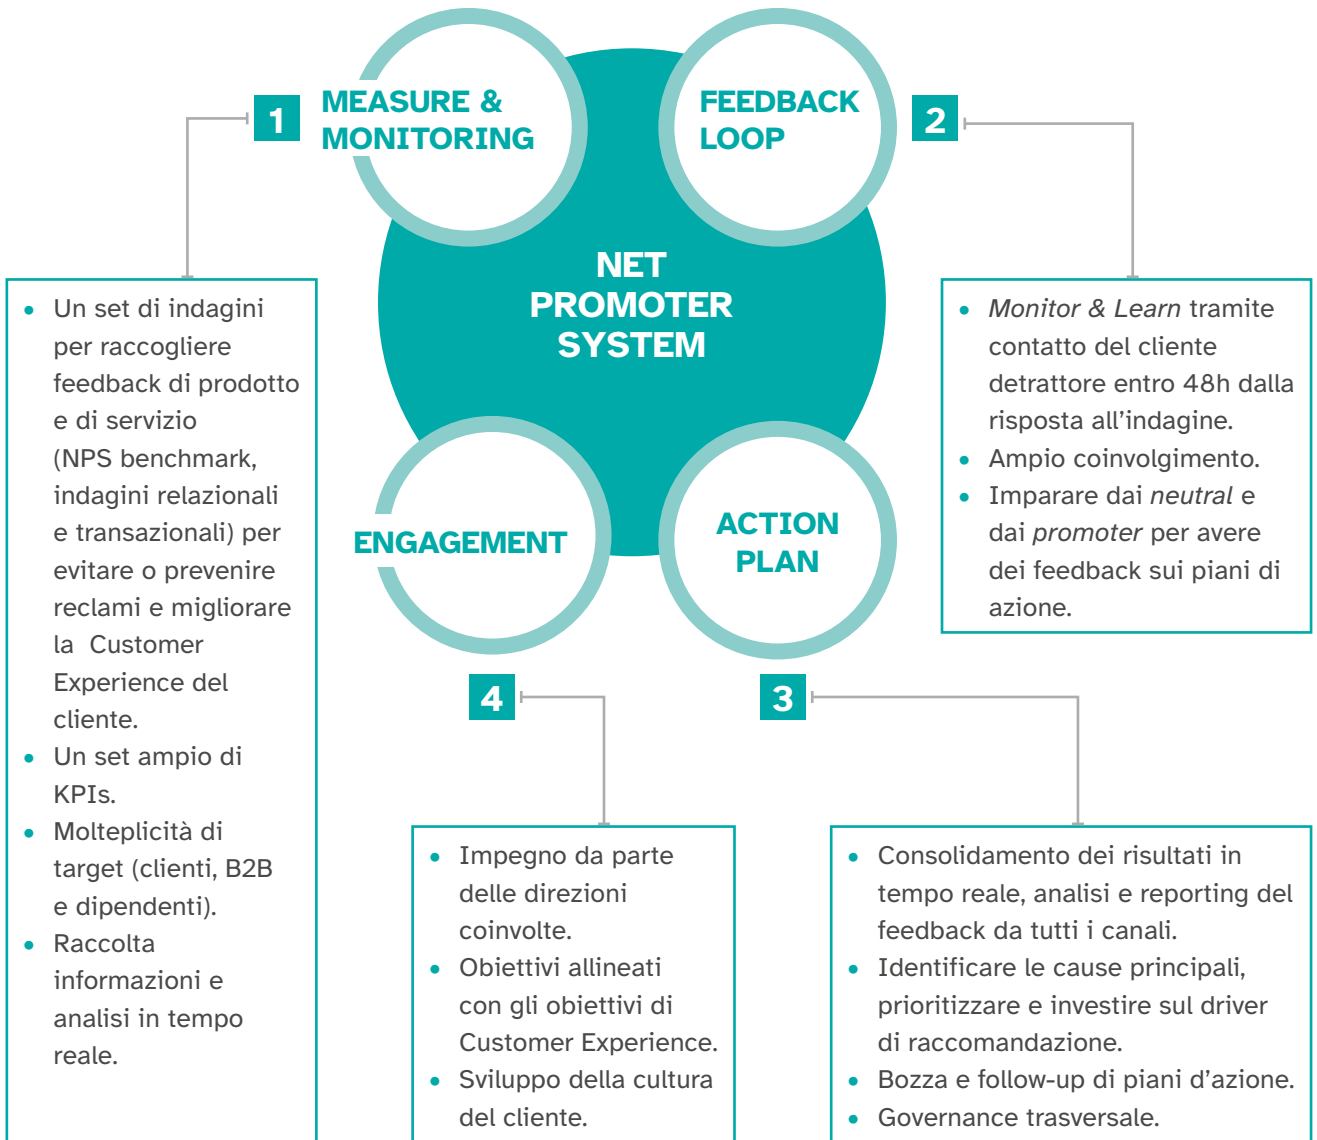 1
MEASURE &
MONITORING
FEEDBACK
LOOP
2
NET
PROMOTER
SYSTEM
• Un set di indagini
per raccogliere
feedback di prodotto
e di servizio
(NPS benchmark,
indagini relazionali
e transazionali) per
evitare o prevenire
reclami e migliorare
la Customer
Experience del
cliente.
• Un set ampio di
KPIs.
• Molteplicità di
target (clienti, B2B
e dipendenti).
• Raccolta
informazioni e
analisi in tempo
reale.
• Monitor & Learn tramite
contatto del cliente
detrattore entro 48h dalla
risposta all’indagine.
• Ampio coinvolgimento.
• Imparare dai neutral e
dai promoter per avere
dei feedback sui piani di
azione.
ENGAGEMENT
ACTION
PLAN
4
3
• Impegno da parte
delle direzioni
coinvolte.
• Obiettivi allineati
con gli obiettivi di
Customer Experience.
• Sviluppo della cultura
del cliente.
• Consolidamento dei risultati in
tempo reale, analisi e reporting del
feedback da tutti i canali.
• Identificare le cause principali,
prioritizzare e investire sul driver
di raccomandazione.
• Bozza e follow-up di piani d’azione.
• Governance trasversale.